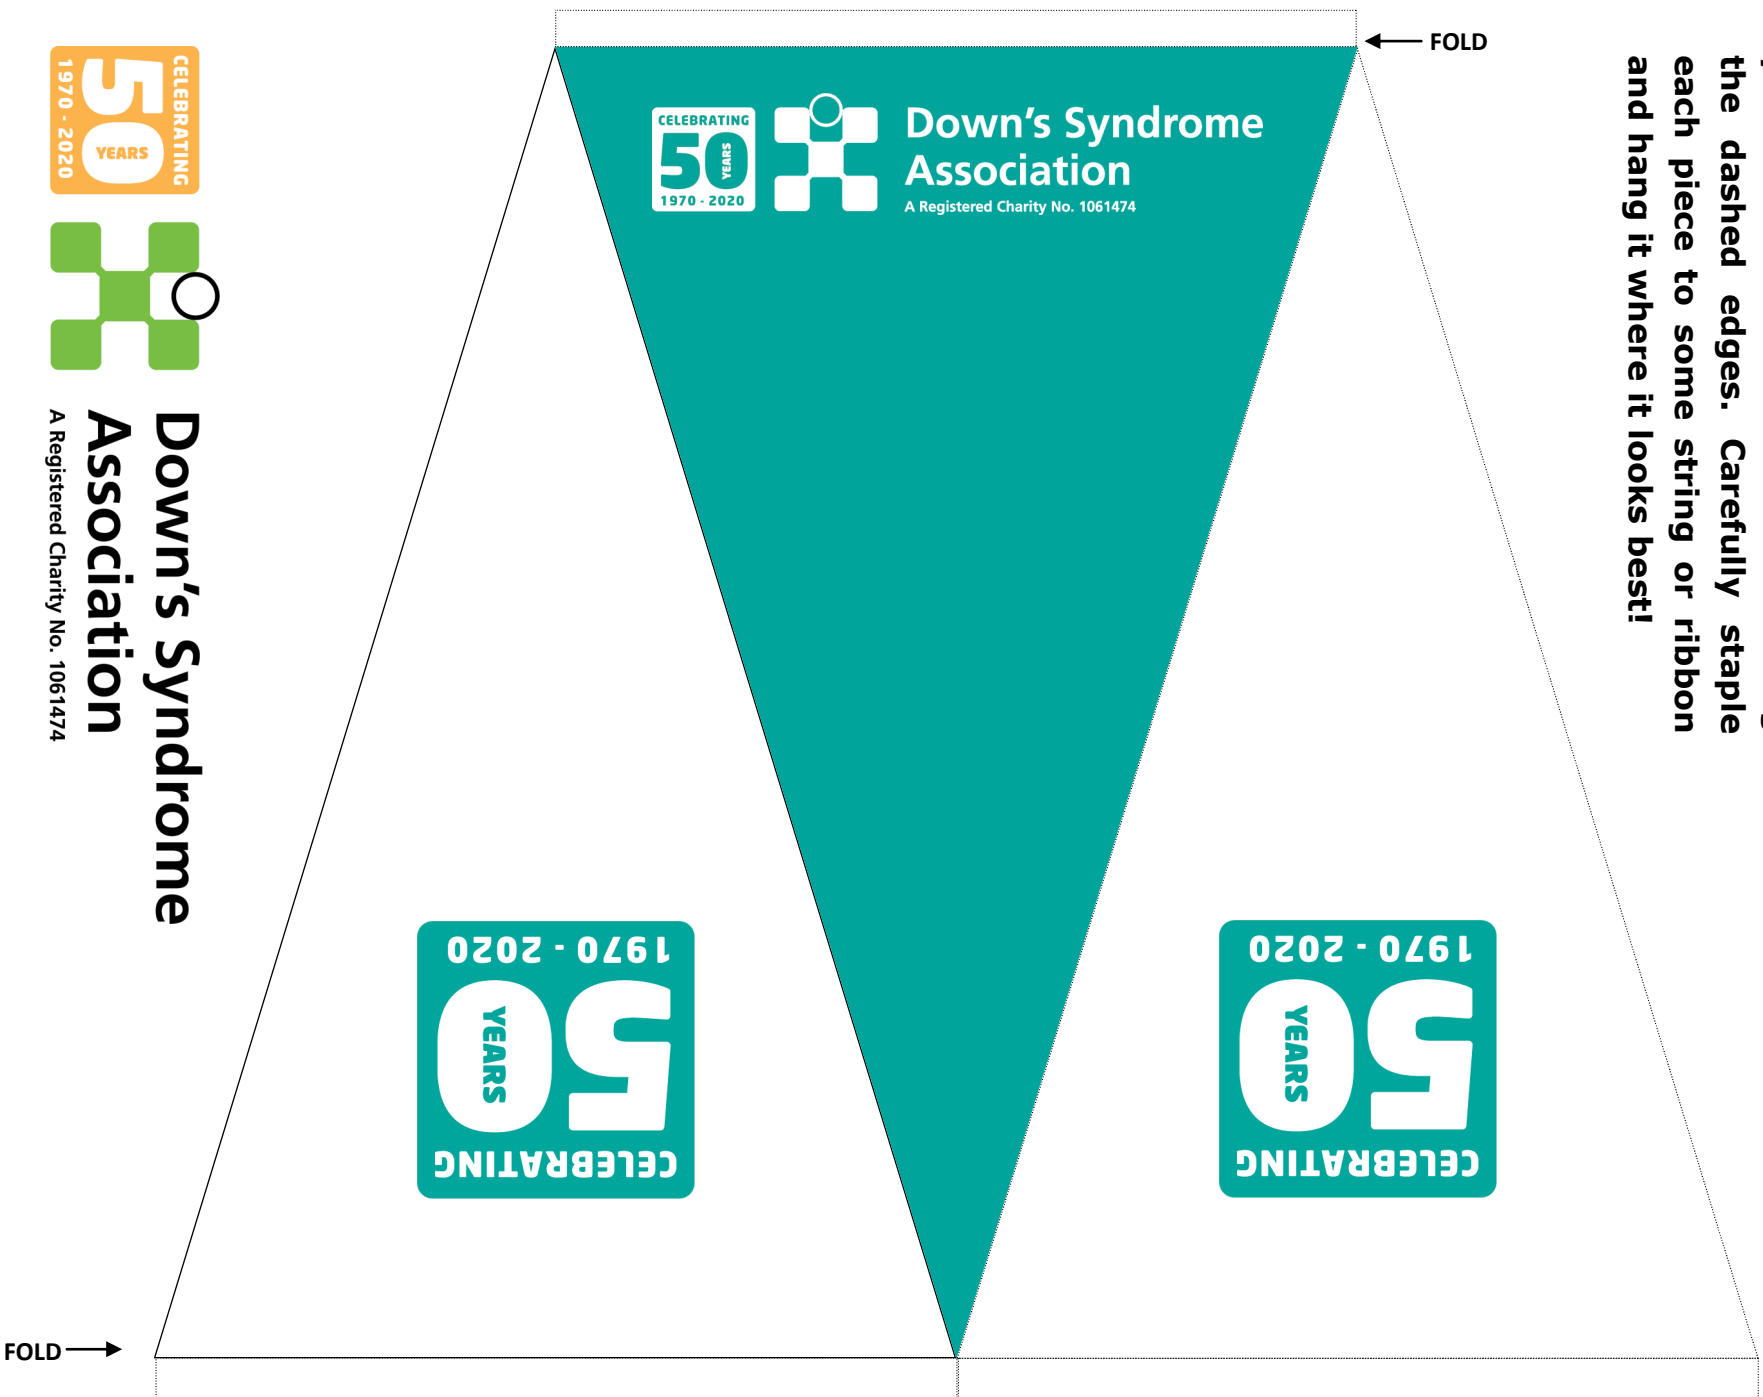 FOLD
CELEBRATING
50
YEARS
1970 - 2020
Down's Syndrome
Association
A Registered Charity No. 1061474
CELEBRATING
50
YEARS
1970 - 2020
Down's Syndrome
Association
A Registered Charity No. 1061474
the dashed edges. Carefully staple
each piece to some string or ribbon
and hang it where it looks best!
CELEBRATING
50
YEARS
1970 - 2020
CELEBRATING
50
YEARS
1970 - 2020
FOLD